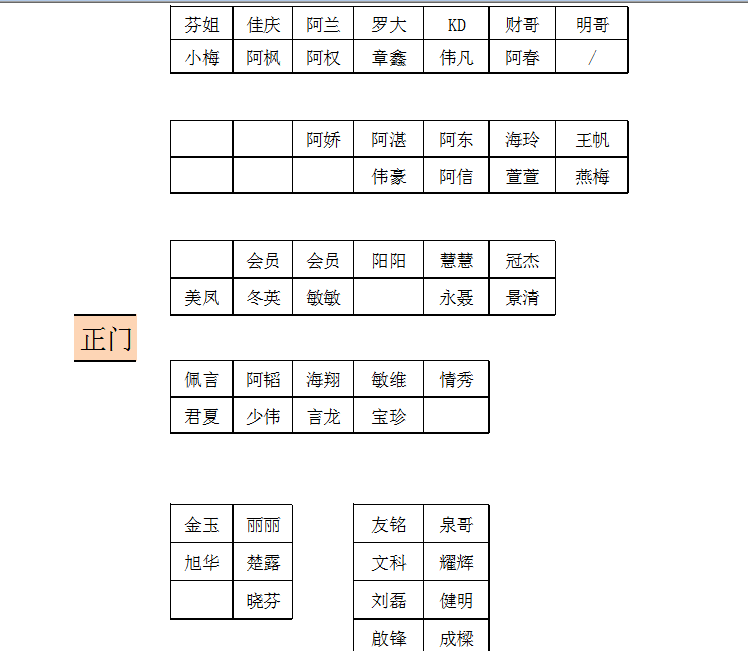 芬姐 佳庆 阿兰 罗大 KD 财哥 明哥
小梅 阿枫 阿权 章鑫 伟凡 阿春 /
阿娇 阿湛 阿东 海玲 王帆
伟豪 阿信 萱萱 燕梅
会员 会员 阳阳 慧慧 冠杰
美凤 冬英 敏敏 永聂 景清
正门
佩言 阿韬 海翔 敏维 情秀
君夏 少伟 言龙 宝珍
金玉 丽丽 友铭 泉哥
旭华 楚露 文科 耀辉
晓芬 刘磊 健明
啟锋 成樑